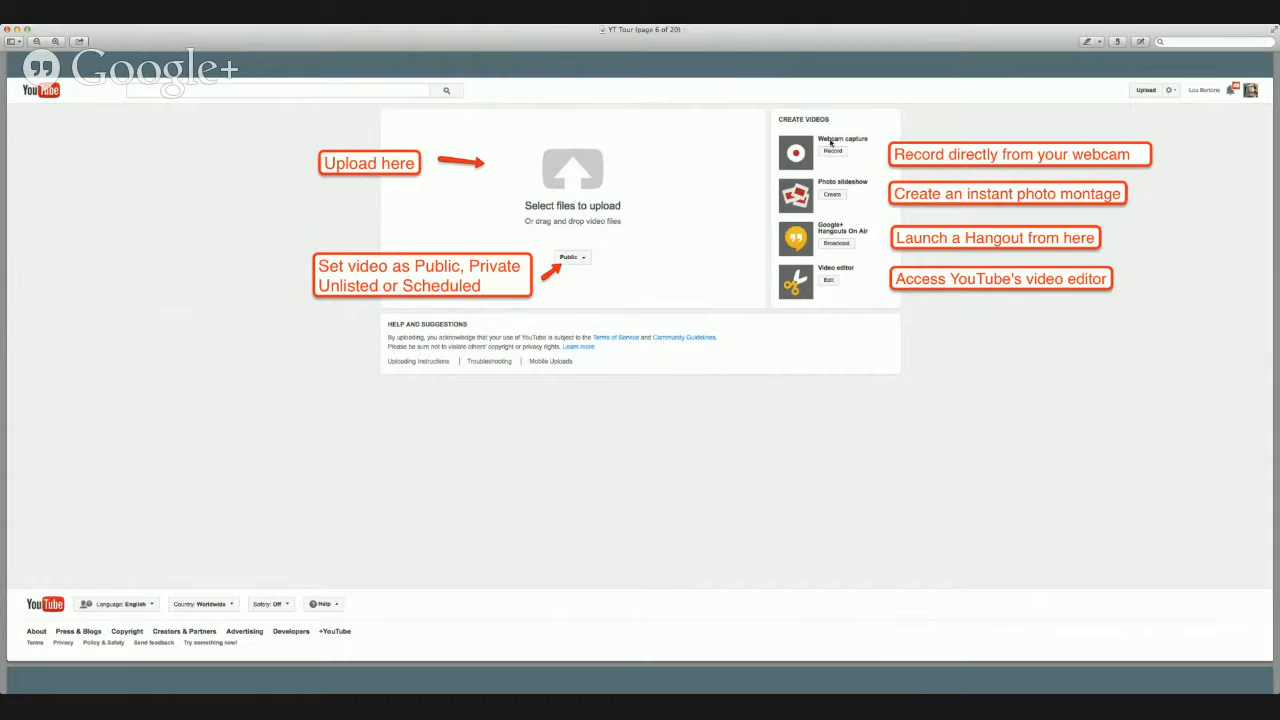 YT Tour (page 6 of 20)
Google+
YouTube
Upload
Lou Bortone
CREATE VIDEOS
Webcam capture
Record
Record directly from your webcam
Upload here
Photo slideshow
Create
Create an instant photo montage
Select files to upload
Or drag and drop video files
Google+
Hangouts On Air
Broadcast
Launch a Hangout from here
Public
Set video as Public, Private
Unlisted or Scheduled
Video editor
Edit
Access YouTube's video editor
HELP AND SUGGESTIONS
By uploading, you acknowledge that your use of YouTube is subject to the Terms of Service and Community Guidelines.
Please be sure not to violate others' copyright or privacy rights. Learn more
Uploading Instructions | Troubleshooting | Mobile Uploads
YouTube Language: English Country: Worldwide Safety: Off Help
About Press & Blogs Copyright Creators & Partners Advertising Developers +YouTube
Terms Privacy Policy & Safety Send feedback Try something new!